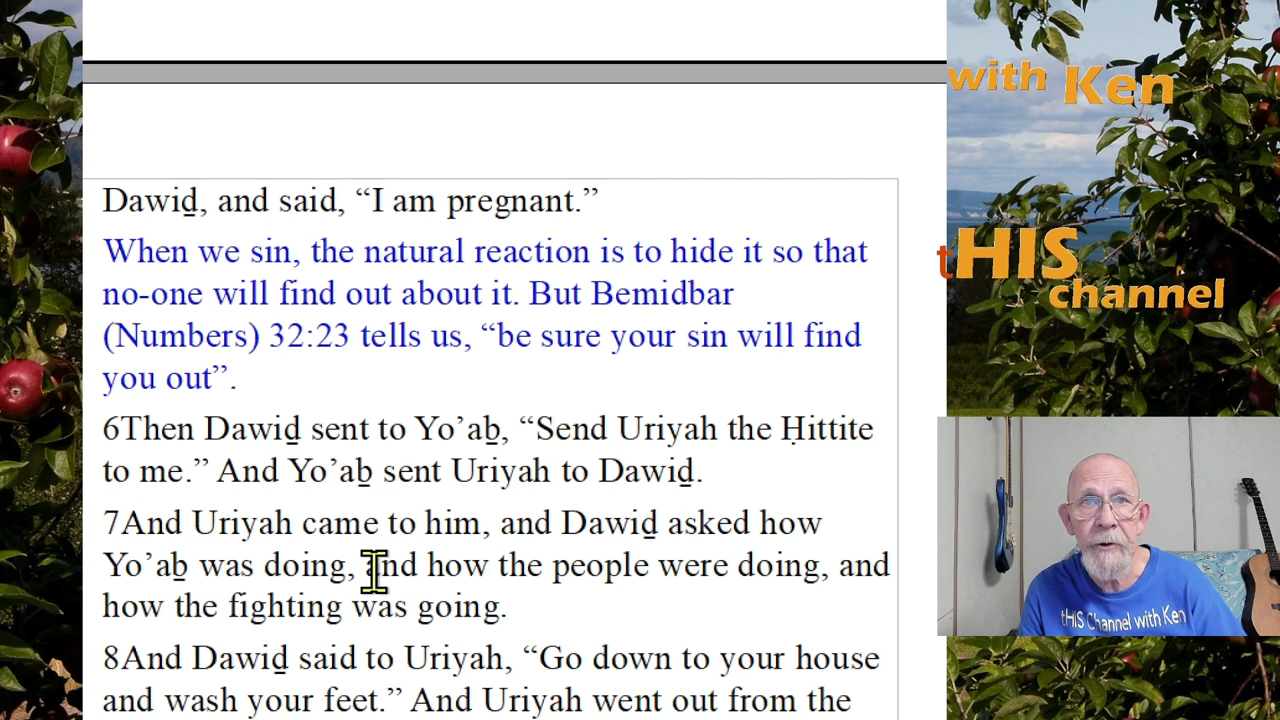 with Ken
tHIS
channel
Dawiḏ, and said, “I am pregnant.”
When we sin, the natural reaction is to hide it so that
no-one will find out about it. But Bemidbar
(Numbers) 32:23 tells us, “be sure your sin will find
you out”.
6Then Dawiḏ sent to Yo’aḇ, “Send Uriyah the Ḥittite
to me.” And Yo’aḇ sent Uriyah to Dawiḏ.
7And Uriyah came to him, and Dawiḏ asked how
Yo’aḇ was doing, and how the people were doing, and
how the fighting was going.
8And Dawiḏ said to Uriyah, “Go down to your house
and wash your feet.” And Uriyah went out from the
tHIS Channel with Ken